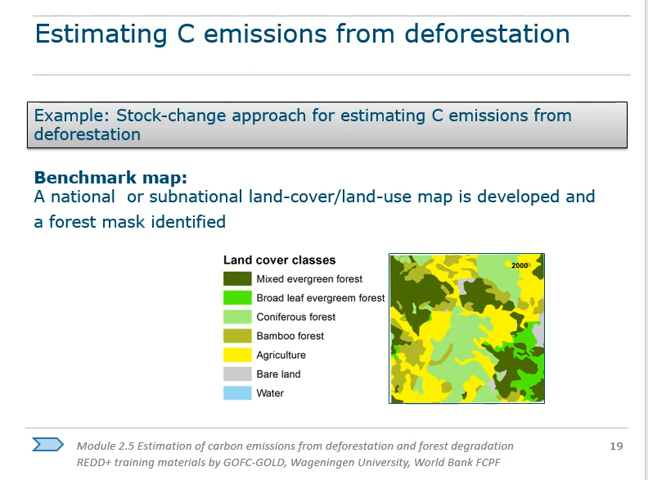 Estimating C emissions from deforestation
Example: Stock-change approach for estimating C emissions from
deforestation
Benchmark map:
A national or subnational land-cover/land-use map is developed and
a forest mask identified
Land cover classes
Mixed evergreen forest
Broad leaf evergreem forest
Coniferous forest
Bamboo forest
Agriculture
Bare land
Water
2000
Module 2.5 Estimation of carbon emissions from deforestation and forest degradation
REDD+ training materials by GOFC-GOLD, Wageningen University, World Bank FCPF
19